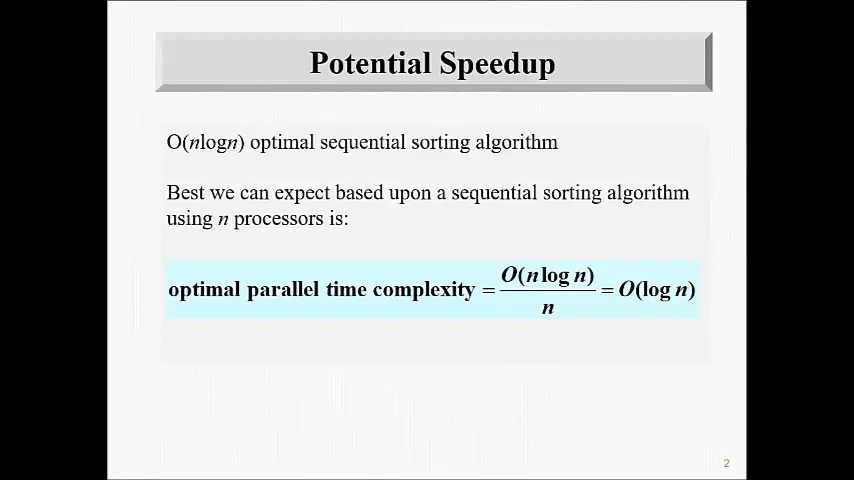 Potential Speedup
O(nlogn) optimal sequential sorting algorithm
Best we can expect based upon a sequential sorting algorithm
using n processors is:
optimal parallel time complexity = O(n log n) / n = O(log n)
2